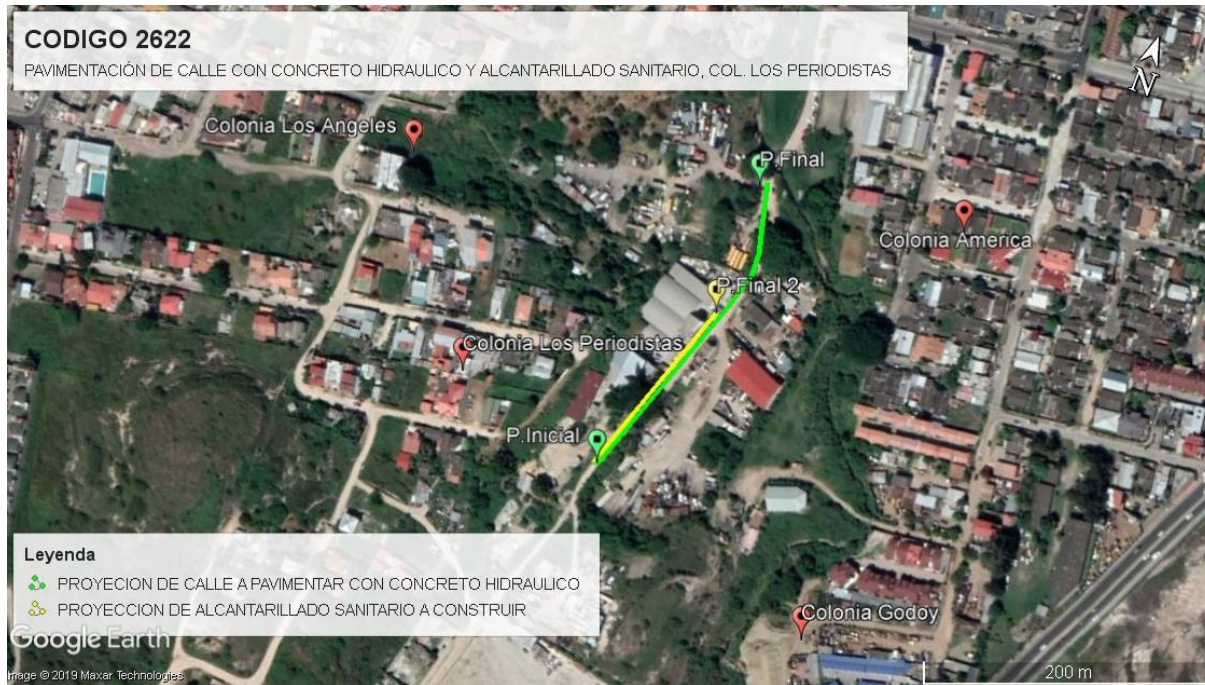 CODIGO 2622
PAVIMENTACIÓN DE CALLE CON CONCRETO HIDRAULICO Y ALCANTARILLADO SANITARIO, COL. LOS PERIODISTAS
N
Colonia Los Angeles
P.Final
Colonia America
P.Final 2
Colonia Los Periodistas
P.Inicial
Leyenda
PROYECION DE CALLE A PAVIMENTAR CON CONCRETO HIDRAULICO
PROYECCION DE ALCANTARILLADO SANITARIO A CONSTRUIR
Colonia Godoy
Google Earth
200 m
Image © 2019 Maxar Technologies